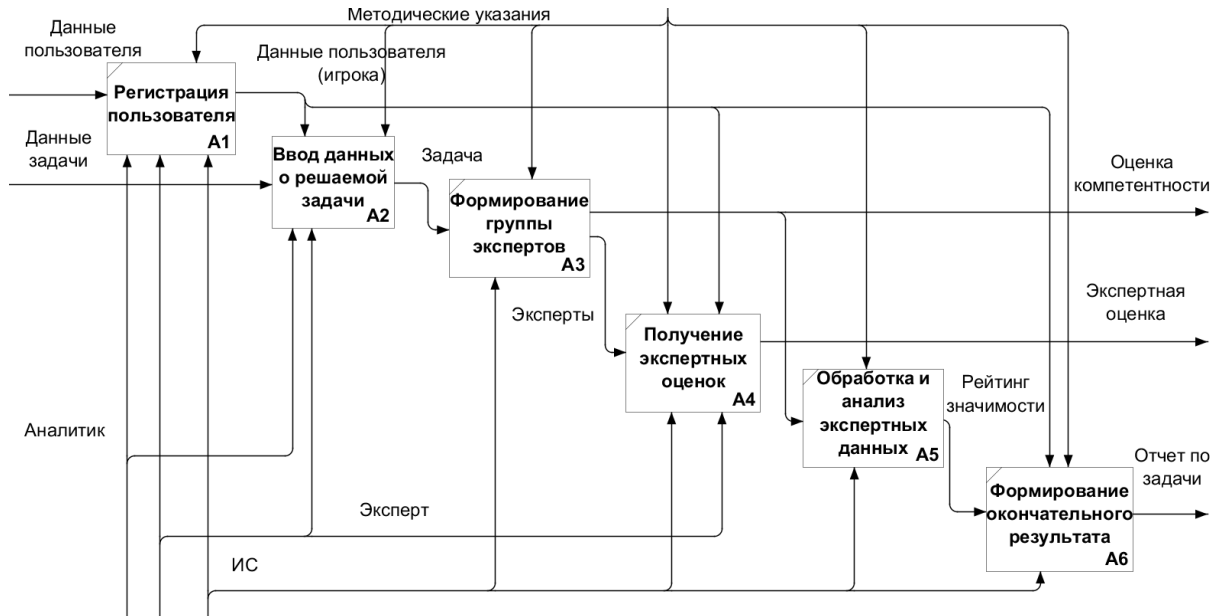 Методические указания
Данные
пользователя
Данные пользователя
(игрока)
Регистрация
пользователя
A1
Данные
задачи
Ввод данных
о решаемой
задачи
A2
Задача
Формирование
группы
экспертов
A3
Оценка
компетентности
Эксперты
Получение
экспертных
оценок
A4
Экспертная
оценка
Обработка и
анализ
экспертных
данных
A5
Рейтинг
значимости
Аналитик
Отчет по
задачи
Формирование
окончательного
результата
A6
Эксперт
ИС